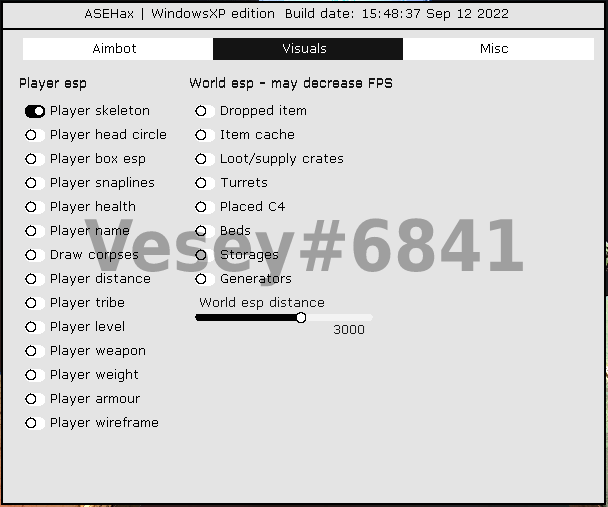 ASEHax | WindowsXP edition Build date: 15:48:37 Sep 12 2022
Aimbot Visuals Misc
Player esp
Player skeleton
Player head circle
Player box esp
Player snaplines
Player health
Player name
Draw corpses
Player distance
Player tribe
Player level
Player weapon
Player weight
Player armour
Player wireframe
World esp - may decrease FPS
Dropped item
Item cache
Loot/supply crates
Turrets
Placed C4
Beds
Storages
Generators
World esp distance
3000
Vesey#6841